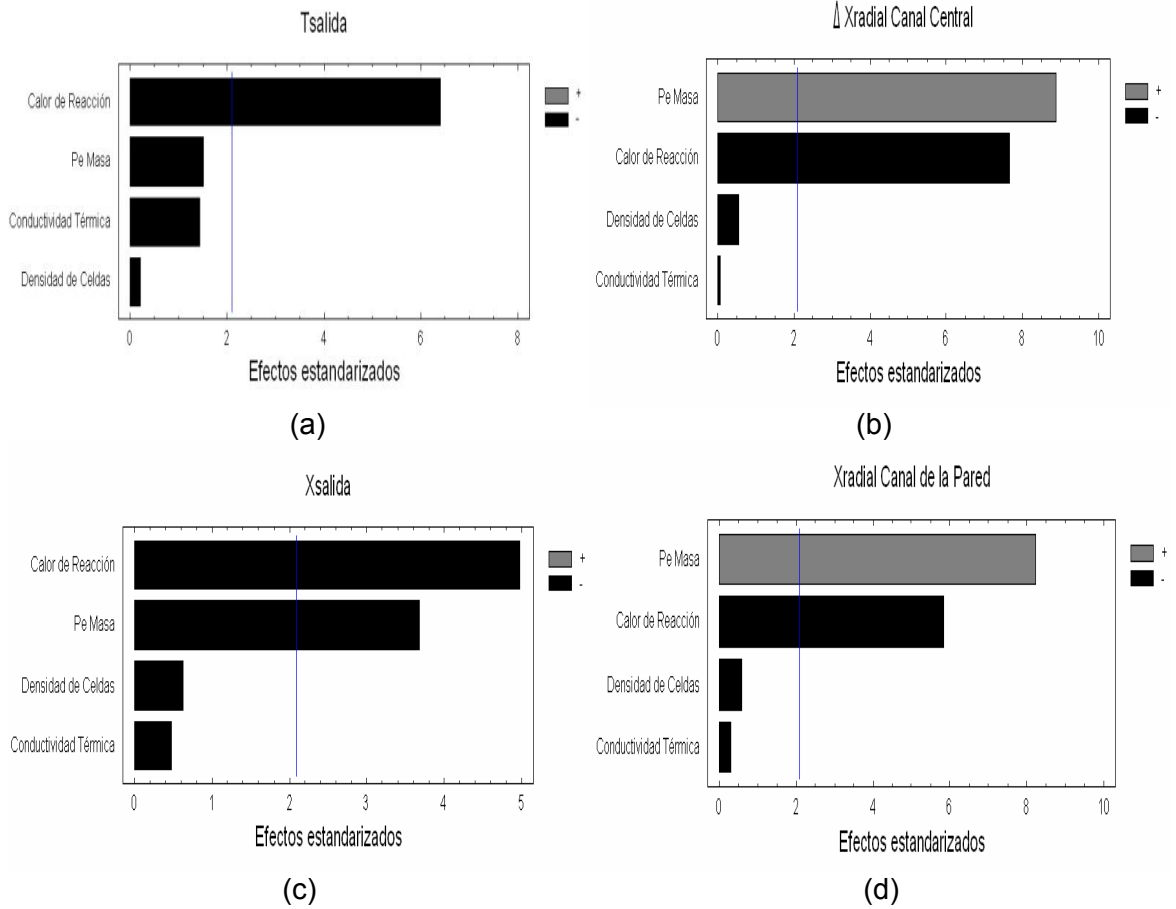 Tsalida
Calor de Reacción
Pe Masa
Conductividad Térmica
Densidad de Celdas
0 2 4 6 8
Efectos estandarizados
+
-
(a)
Δ Xradial Canal Central
Pe Masa
Calor de Reacción
Densidad de Celdas
Conductividad Térmica
0 2 4 6 8 10
Efectos estandarizados
+
-
(b)
Xsalida
Calor de Reacción
Pe Masa
Densidad de Celdas
Conductividad Térmica
0 1 2 3 4 5
Efectos estandarizados
+
-
(c)
Xradial Canal de la Pared
Pe Masa
Calor de Reacción
Densidad de Celdas
Conductividad Térmica
0 2 4 6 8 10
Efectos estandarizados
+
-
(d)